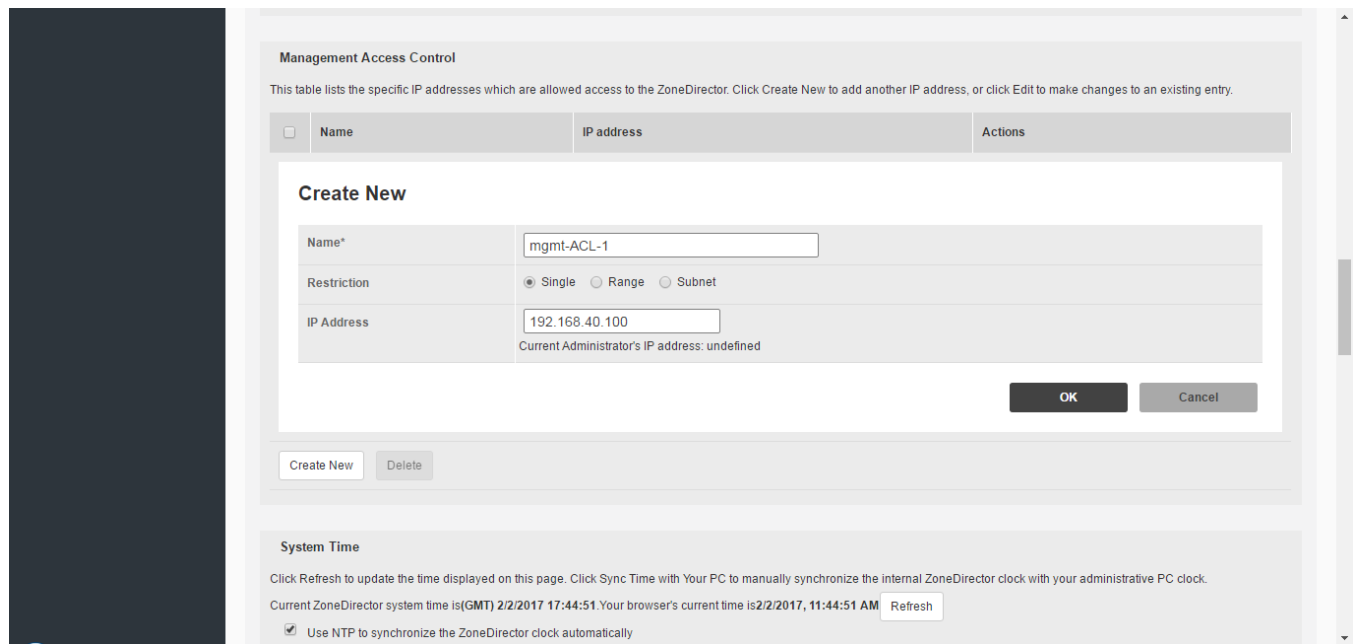 Management Access Control
This table lists the specific IP addresses which are allowed access to the ZoneDirector. Click Create New to add another IP address, or click Edit to make changes to an existing entry.
Name IP address Actions
Create New
Name* mgmt-ACL-1
Restriction Single Range Subnet
IP Address 192.168.40.100
Current Administrator's IP address: undefined
OK Cancel
Create New Delete
System Time
Click Refresh to update the time displayed on this page. Click Sync Time with Your PC to manually synchronize the internal ZoneDirector clock with your administrative PC clock.
Current ZoneDirector system time is(GMT) 2/2/2017 17:44:51.Your browser's current time is2/2/2017, 11:44:51 AM Refresh
Use NTP to synchronize the ZoneDirector clock automatically